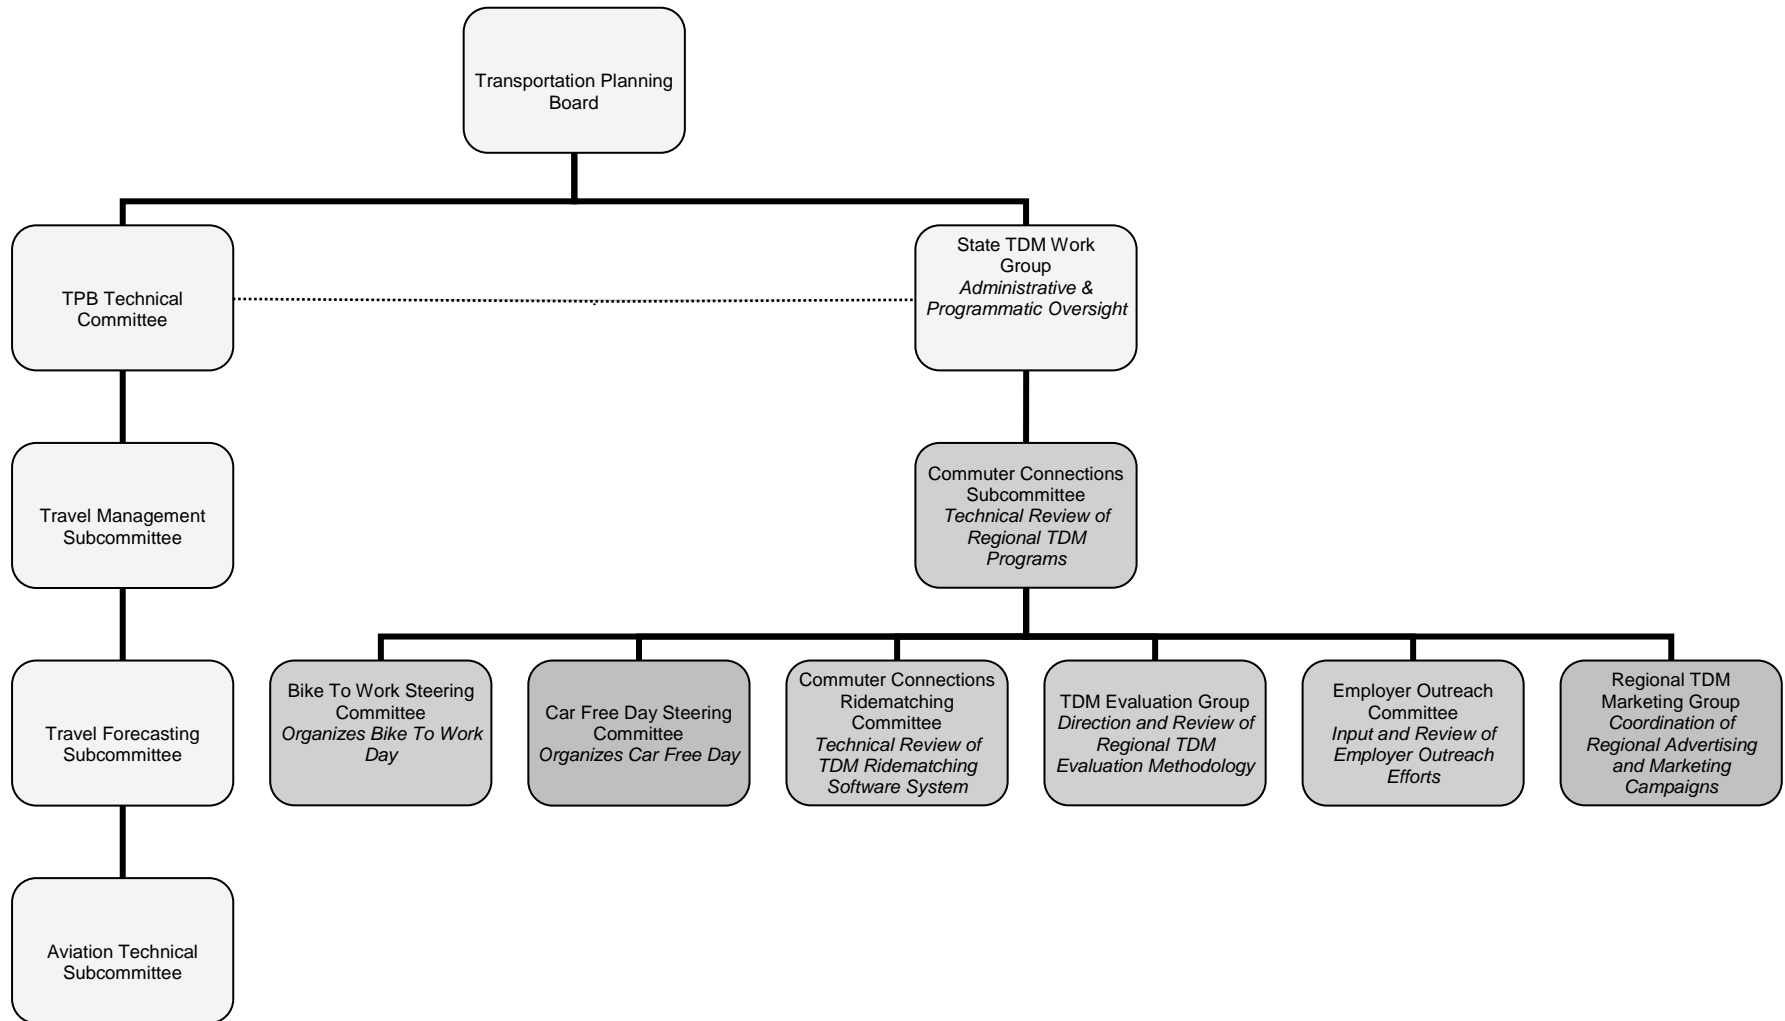 Transportation Planning
Board
TPB Technical
Committee
State TDM Work
Group
Administrative &
Programmatic Oversight
Travel Management
Subcommittee
Commuter Connections
Subcommittee
Technical Review of
Regional TDM
Programs
Travel Forecasting
Subcommittee
Bike To Work Steering
Committee
Organizes Bike To Work
Day
Car Free Day Steering
Committee
Organizes Car Free Day
Commuter Connections
Ridematching
Committee
Technical Review of
TDM Ridematching
Software System
TDM Evaluation Group
Direction and Review of
Regional TDM
Evaluation Methodology
Employer Outreach
Committee
Input and Review of
Employer Outreach
Efforts
Regional TDM
Marketing Group
Coordination of
Regional Advertising
and Marketing
Campaigns
Aviation Technical
Subcommittee